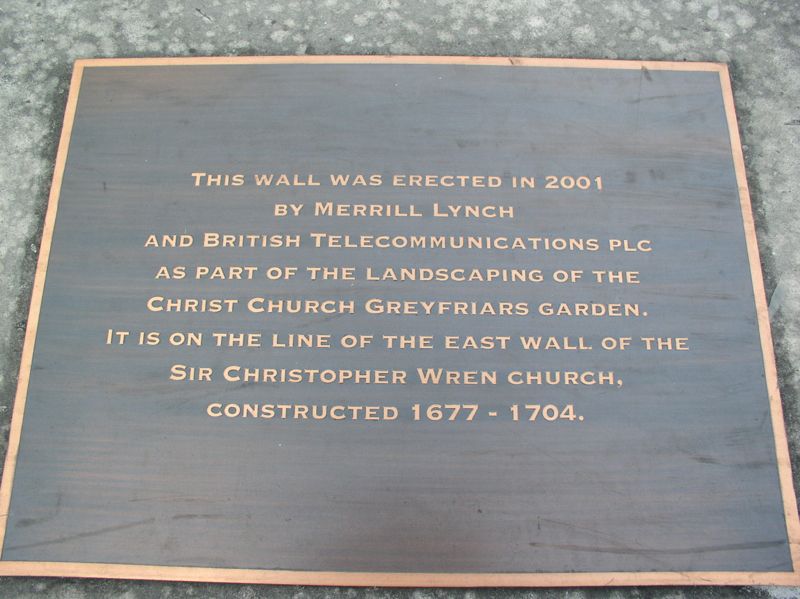 This wall was erected in 2001
by Merrill Lynch
and British Telecommunications plc
as part of the landscaping of the
Christ Church Greyfriars garden.
It is on the line of the east wall of the
Sir Christopher Wren church,
constructed 1677 - 1704.